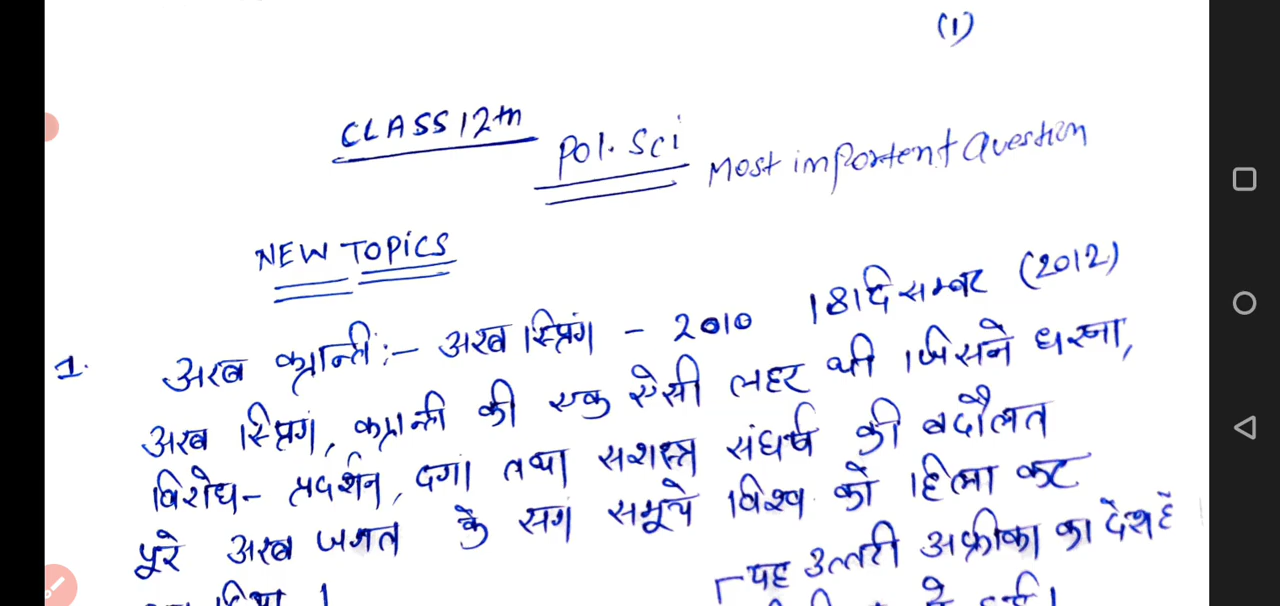 (1)
CLASS 12th
Pol. Sci Most importent Question
NEW TOPICS
1. अरब क्रान्ती :- अरब स्प्रिंग - 2010 18 दिसम्बर (2012)
अरब स्प्रिंग, क्रान्ती की एक ऐसी लहर थी जिसने धरना,
विरोध- प्रदर्शन, दगां तथा सशस्त्र संघर्ष की बदौलत
पूरे अरब जगत के सगं समूचे विश्व को हिला कर
यह उत्तरी अफ्रीका का देश हैं